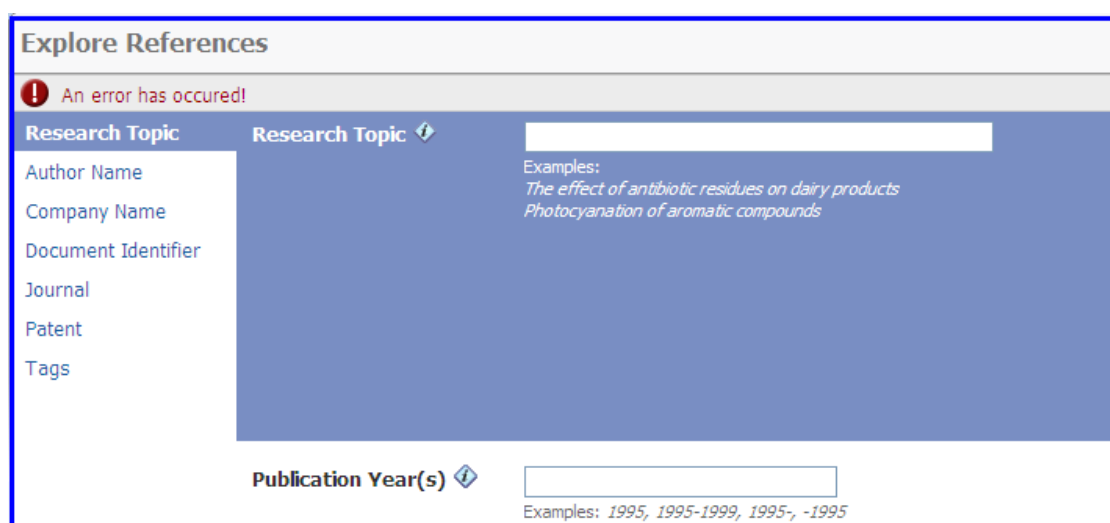 Explore References
An error has occured!
Research Topic
Author Name
Company Name
Document Identifier
Journal
Patent
Tags
Research Topic
Examples:
The effect of antibiotic residues on dairy products
Photocyanation of aromatic compounds
Publication Year(s)
Examples: 1995, 1995-1999, 1995-, -1995